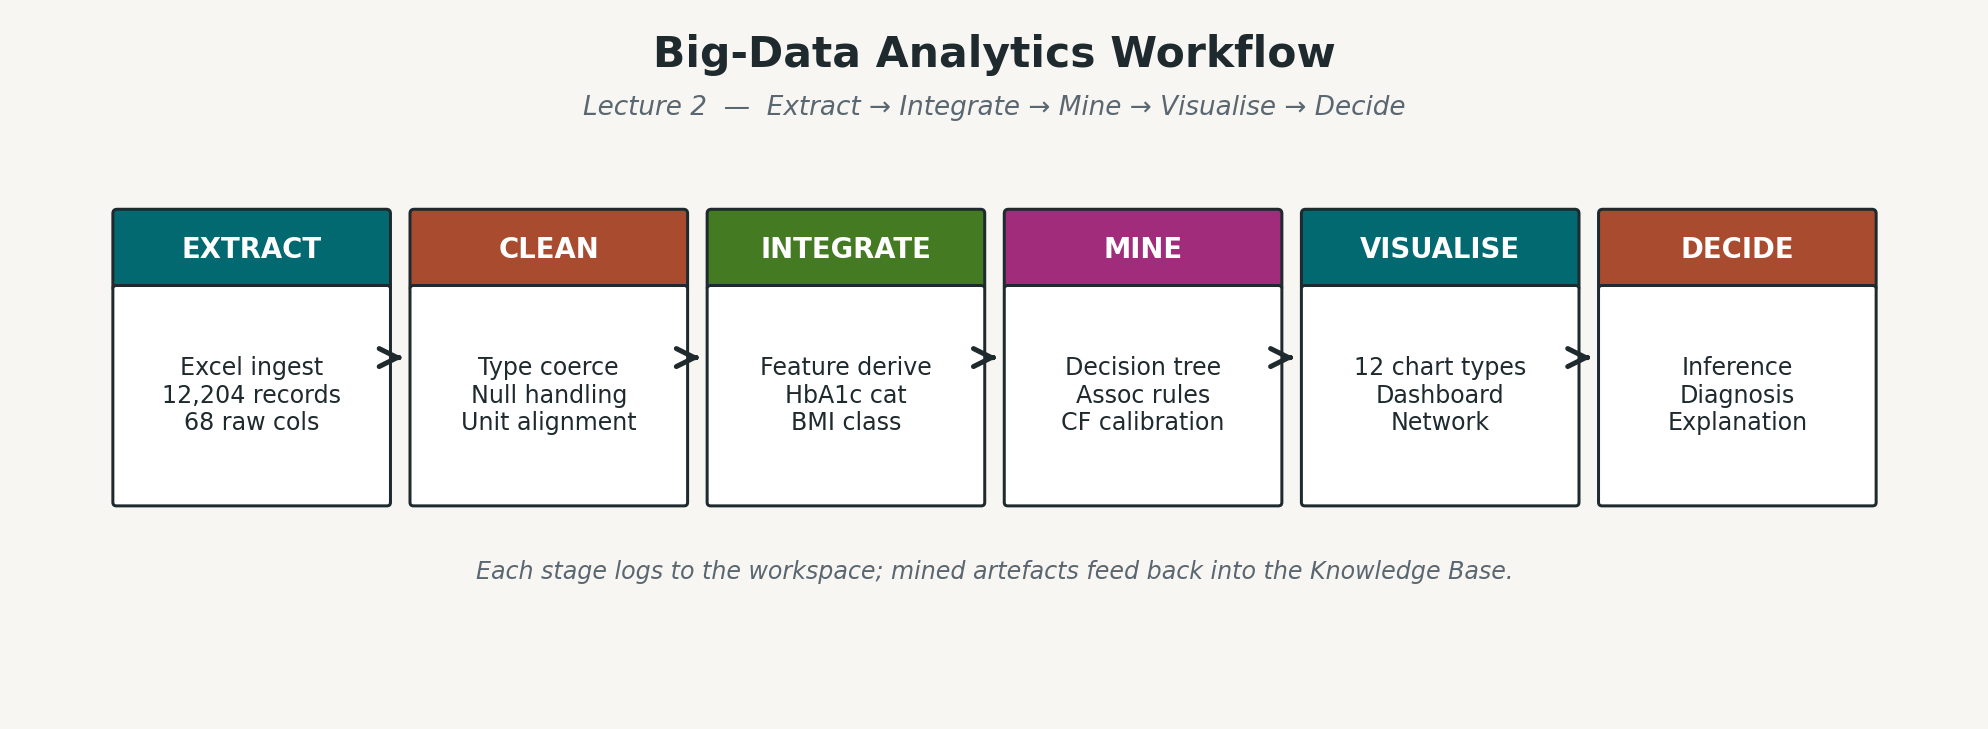 Big-Data Analytics Workflow
Lecture 2 — Extract → Integrate → Mine → Visualise → Decide
EXTRACT
Excel ingest
12,204 records
68 raw cols
CLEAN
Type coerce
Null handling
Unit alignment
INTEGRATE
Feature derive
HbA1c cat
BMI class
MINE
Decision tree
Assoc rules
CF calibration
VISUALISE
12 chart types
Dashboard
Network
DECIDE
Inference
Diagnosis
Explanation
Each stage logs to the workspace; mined artefacts feed back into the Knowledge Base.